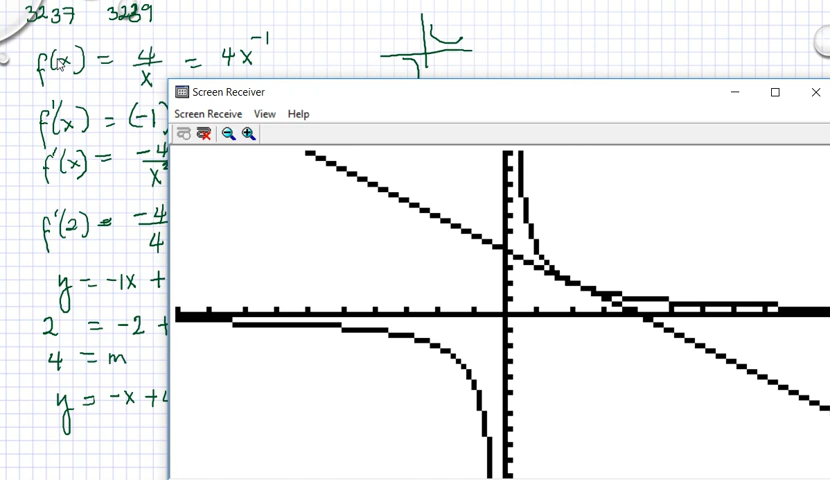 3237 3239
f(x) = 4/x = 4x^-1
Screen Receiver
f'(x) = (-1)
Screen Receive View Help
f'(x) = -4/x²
f'(2) = -4/4
y = -1x +
2 = -2 +
4 = m
y = -x + 4